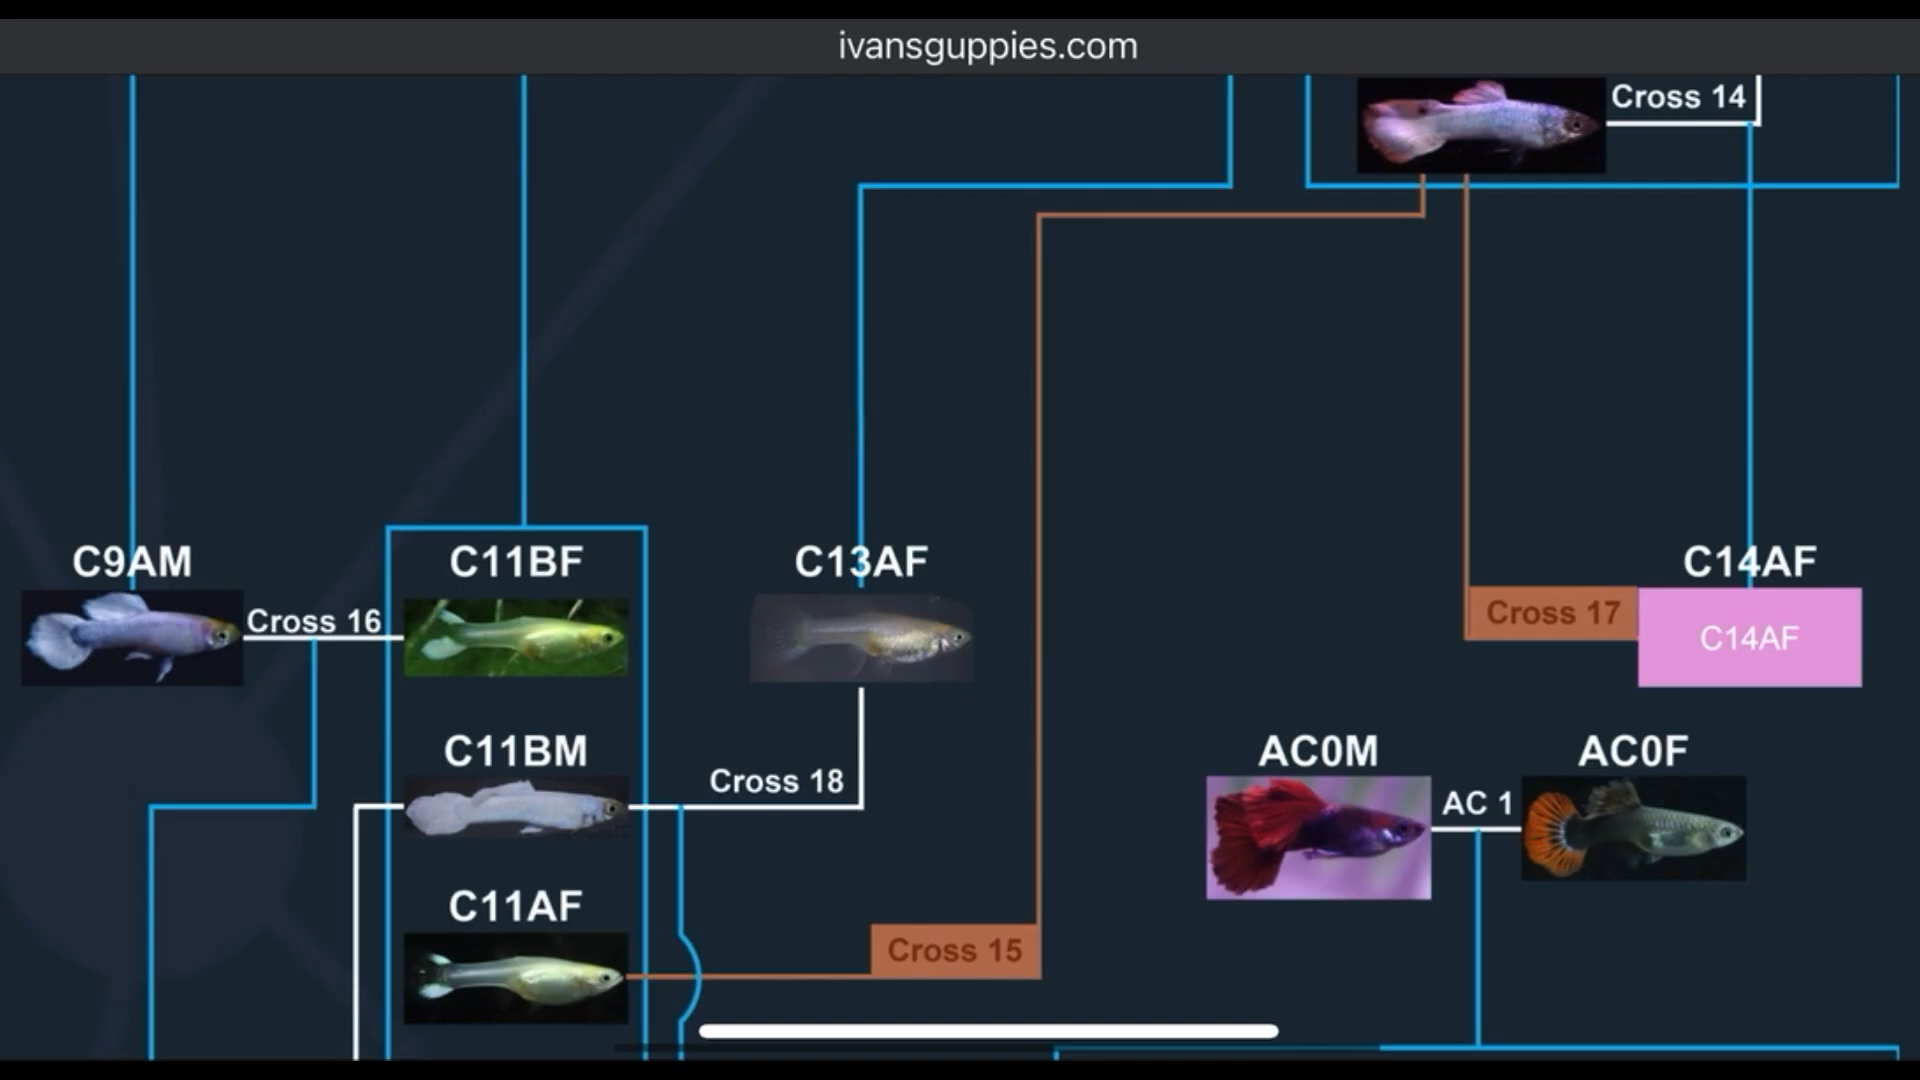 ivansguppies.com
Cross 14
C9AM
C11BF
C13AF
C14AF
Cross 16
Cross 17
C14AF
C11BM
AC0M
AC0F
Cross 18
AC 1
C11AF
Cross 15